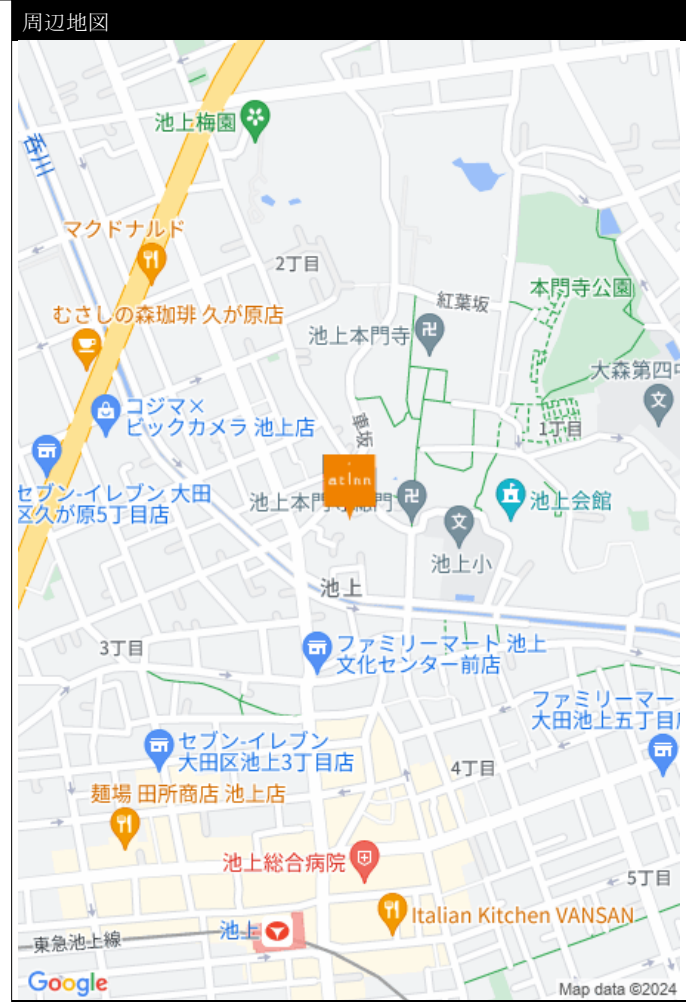 周辺地図
池上梅園
呑川
マクドナルド
2丁目
本門寺公園
紅葉坂
むさしの森珈琲 久が原店
池上本門寺
大森第四中
コジマ×
ビックカメラ 池上店
車坂
1丁目
atinn
セブン-イレブン 大田
区久が原5丁目店
池上本門寺総門
池上会館
池上小
池上
ファミリーマート 池上
文化センター前店
3丁目
ファミリーマー
大田池上五丁目店
セブン-イレブン
大田区池上3丁目店
4丁目
麺場 田所商店 池上店
池上総合病院
5丁目
Italian Kitchen VANSAN
池上
東急池上線
Google
Map data ©2024